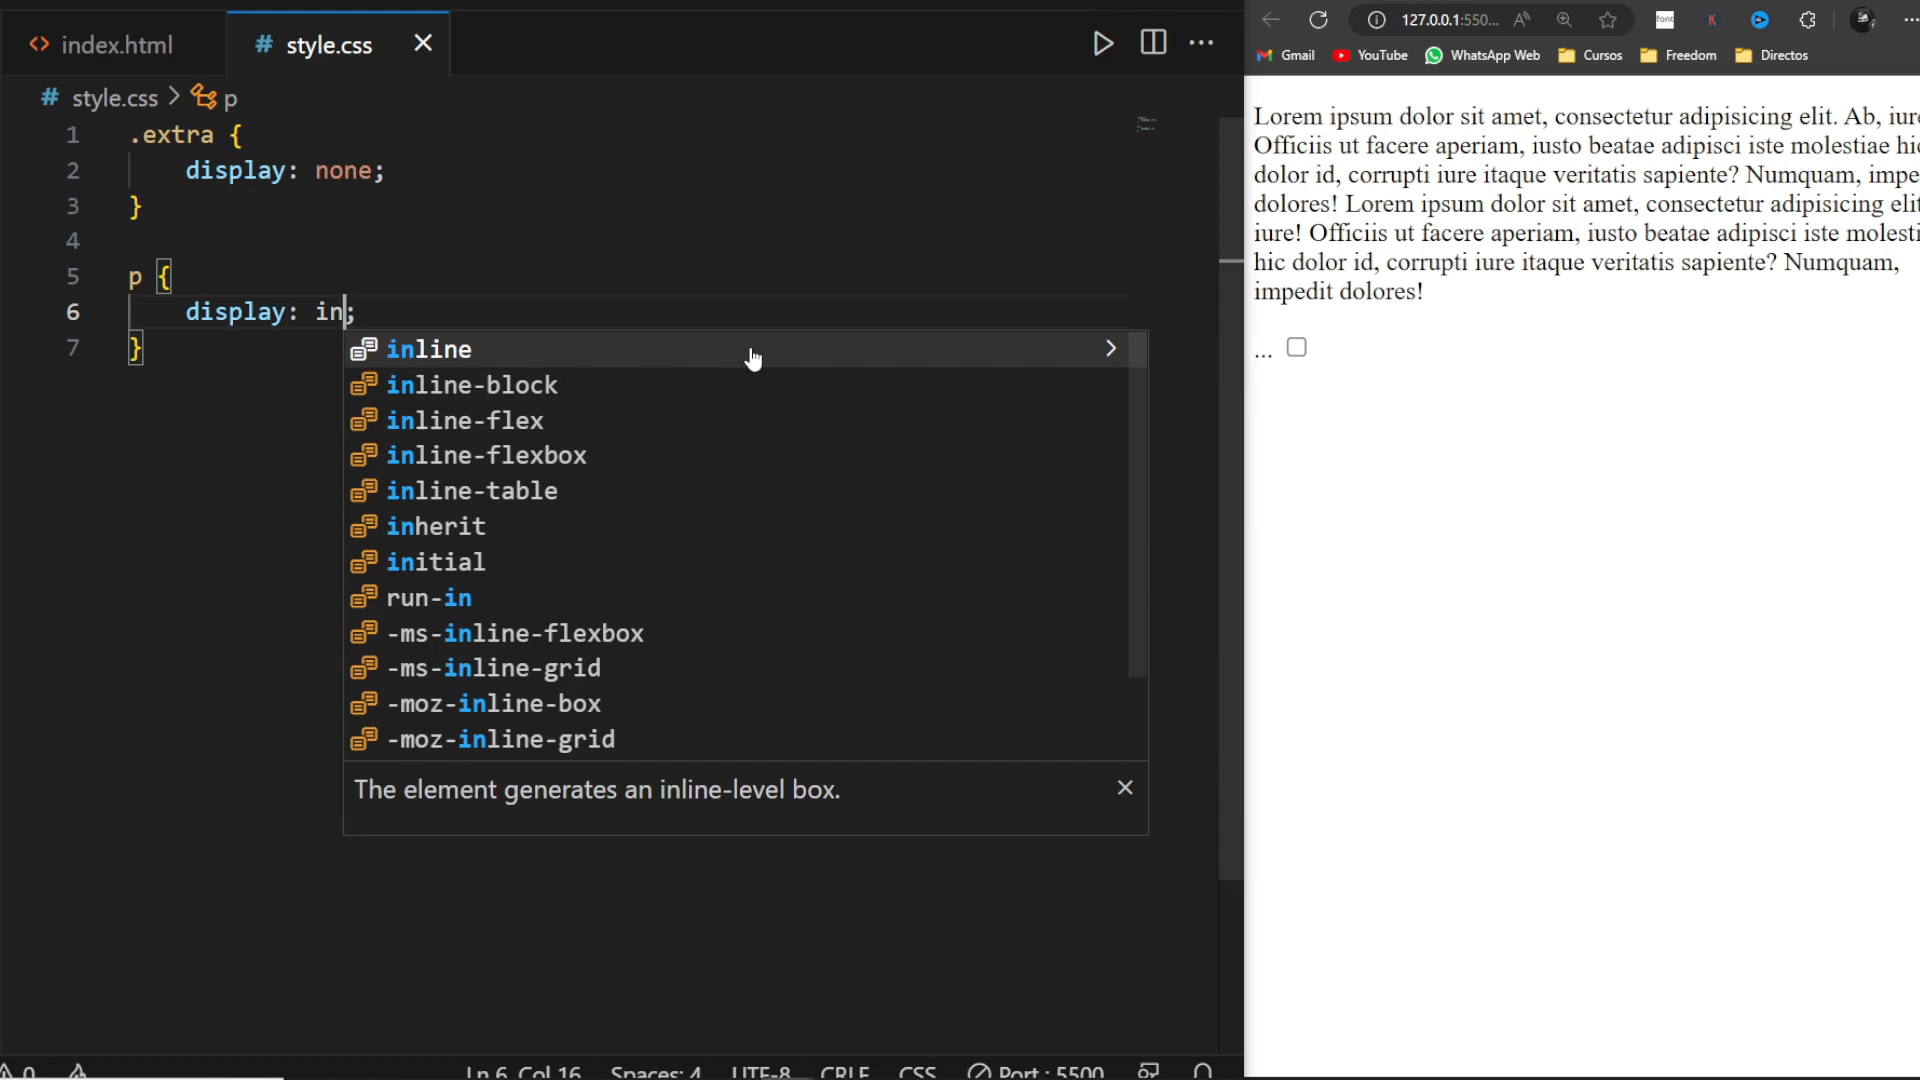 index.html
# style.css
# style.css > p
1 .extra {
2 display: none;
3 }
4
5 p {
6 display: in;
7 }
inline
inline-block
inline-flex
inline-flexbox
inline-table
inherit
initial
run-in
-ms-inline-flexbox
-ms-inline-grid
-moz-inline-box
-moz-inline-grid
The element generates an inline-level box.
0 Ln 6, Col 16 Spaces: 4 UTF-8 CRLF CSS Port : 5500
127.0.0.1:550...
Gmail YouTube WhatsApp Web Cursos Freedom Directos
Lorem ipsum dolor sit amet, consectetur adipisicing elit. Ab, iure
Officiis ut facere aperiam, iusto beatae adipisci iste molestiae hic
dolor id, corrupti iure itaque veritatis sapiente? Numquam, impe
dolores! Lorem ipsum dolor sit amet, consectetur adipisicing elit
iure! Officiis ut facere aperiam, iusto beatae adipisci iste molesti
hic dolor id, corrupti iure itaque veritatis sapiente? Numquam,
impedit dolores!
...